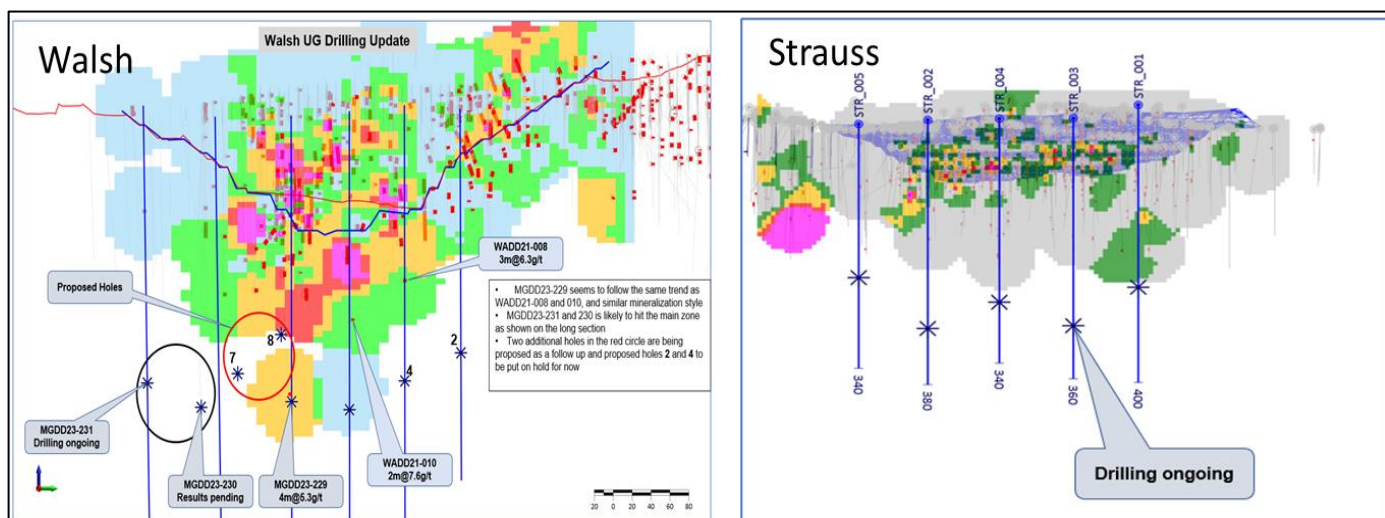 Walsh
Walsh UG Drilling Update
WADD21-008
3m@6.3g/t
Proposed Holes
• MGDD23-229 seems to follow the same trend as
WADD21-008 and 010, and similar mineralization style
• MGDD23-231 and 230 is likely to hit the main zone
as shown on the long section
• Two additional holes in the red circle are being
proposed as a follow up and proposed holes 2 and 4 to
be put on hold for now
8
2
7
4
MGDD23-231
Drilling ongoing
MGDD23-230
Results pending
MGDD23-229
4m@5.3g/t
WADD21-010
2m@7.6g/t
20 0 20 40 60 80
Strauss
STR_005
STR_002
STR_004
STR_003
STR_001
340
380
340
360
400
Drilling ongoing